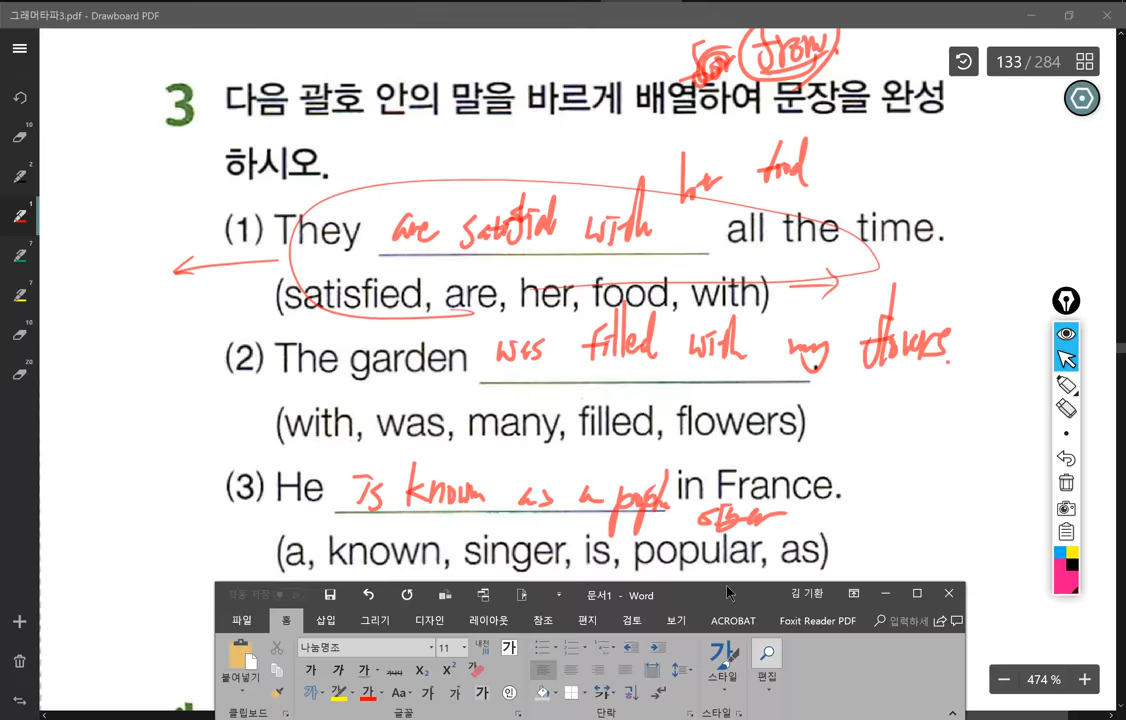 그래머타파3.pdf - Drawboard PDF
from
133 / 284
3 다음 괄호 안의 말을 바르게 배열하여 문장을 완성
하시오.
her food
(1) They are satisfied with all the time.
(satisfied, are, her, food, with)
(2) The garden was filled with many flowers.
(with, was, many, filled, flowers)
(3) He is known as a popular in France.
singer
(a, known, singer, is, popular, as)
문서1 - Word 김 기환
파일 홈 삽입 그리기 디자인 레이아웃 참조 편지 검토 보기 ACROBAT Foxit Reader PDF 입력하세
나눔명조 11
붙여넣기 스타일 편집
클립보드 글꼴 단락 스타일
474 %